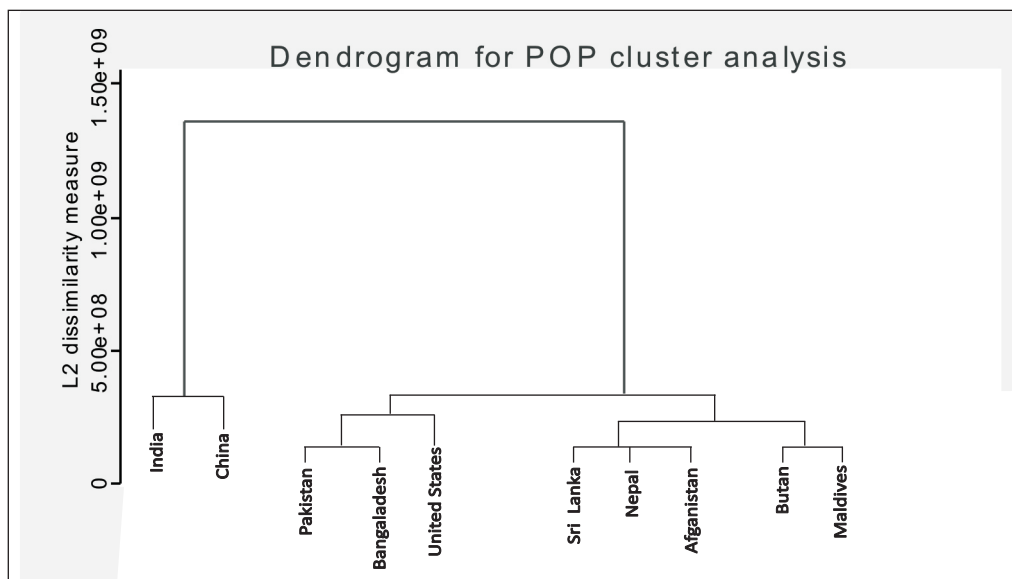 Dendrogram for POP cluster analysis
L2 dissimilarity measure
1.50e+09
1.00e+09
5.00e+08
0
India
China
Pakistan
Bangaladesh
United States
Sri Lanka
Nepal
Afganistan
Butan
Maldives